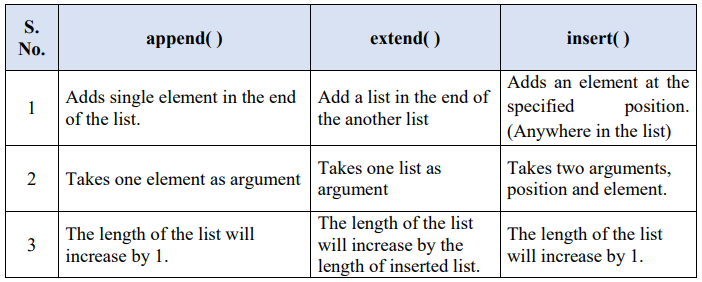 S.
No.
append( )
extend( )
insert( )
1
Adds single element in the end
of the list.
Add a list in the end of
the another list
Adds an element at the
specified position.
(Anywhere in the list)
2
Takes one element as argument
Takes one list as
argument
Takes two arguments,
position and element.
3
The length of the list will
increase by 1.
The length of the list
will increase by the
length of inserted list.
The length of the list
will increase by 1.